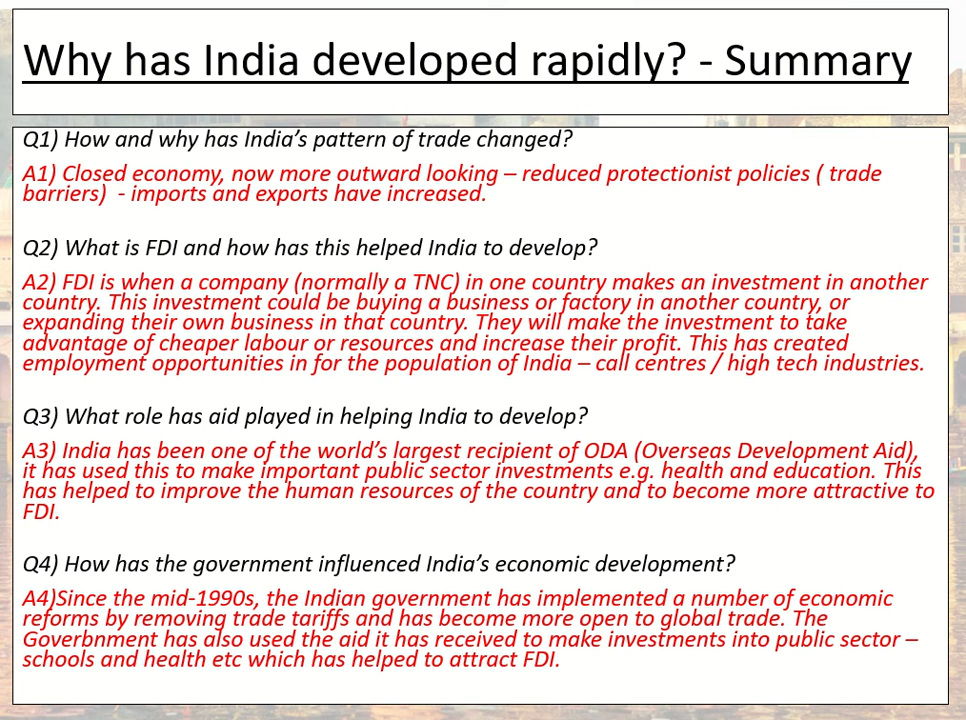 Why has India developed rapidly? - Summary
Q1) How and why has India’s pattern of trade changed?
A1) Closed economy, now more outward looking – reduced protectionist policies ( trade
barriers)  - imports and exports have increased.
Q2) What is FDI and how has this helped India to develop?
A2) FDI is when a company (normally a TNC) in one country makes an investment in another
country. This investment could be buying a business or factory in another country, or
expanding their own business in that country. They will make the investment to take
advantage of cheaper labour or resources and increase their profit. This has created
employment opportunities in for the population of India – call centres / high tech industries.
Q3) What role has aid played in helping India to develop?
A3) India has been one of the world’s largest recipient of ODA (Overseas Development Aid),
it has used this to make important public sector investments e.g. health and education. This
has helped to improve the human resources of the country and to become more attractive to
FDI.
Q4) How has the government influenced India’s economic development?
A4)Since the mid-1990s, the Indian government has implemented a number of economic
reforms by removing trade tariffs and has become more open to global trade. The
Goverbnment has also used the aid it has received to make investments into public sector –
schools and health etc which has helped to attract FDI.